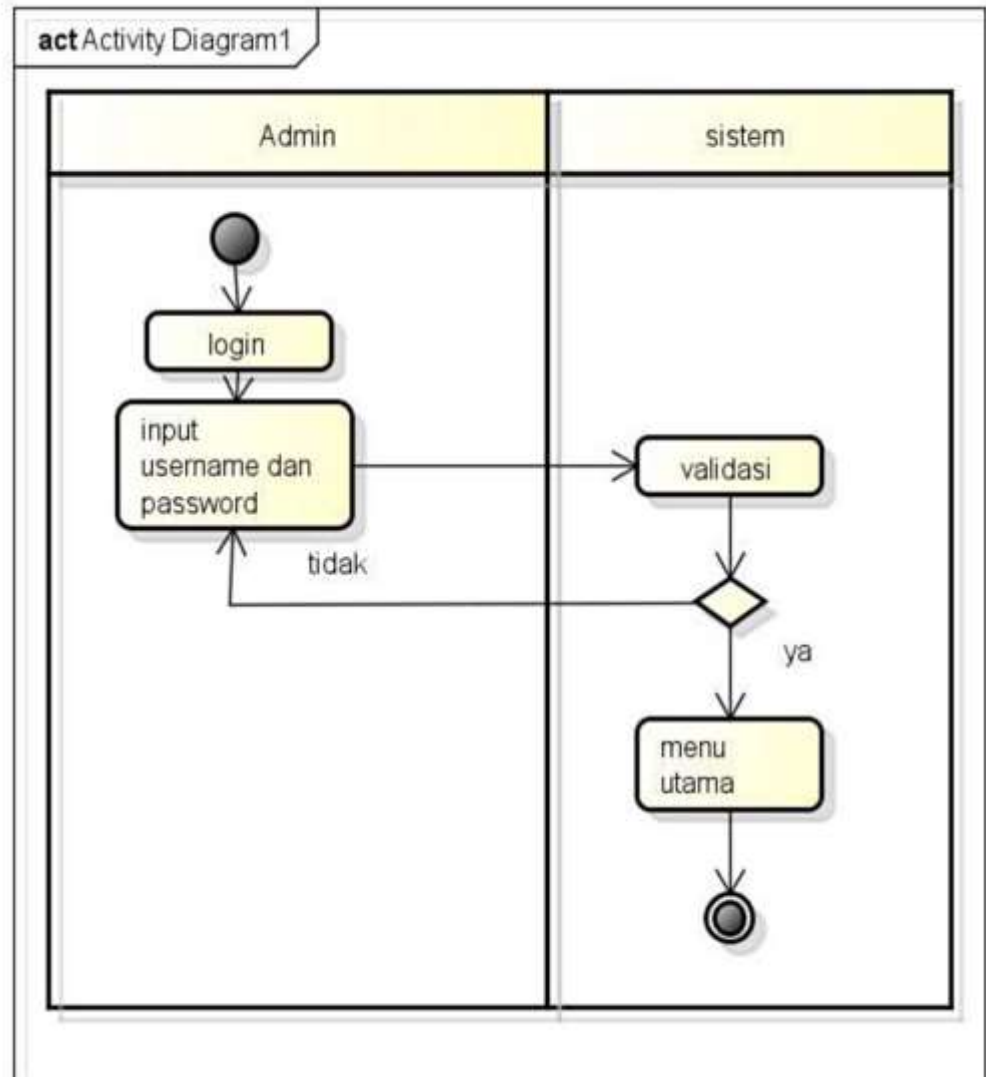 act Activity Diagram1
Admin
sistem
login
input
username dan
password
validasi
tidak
ya
menu
utama